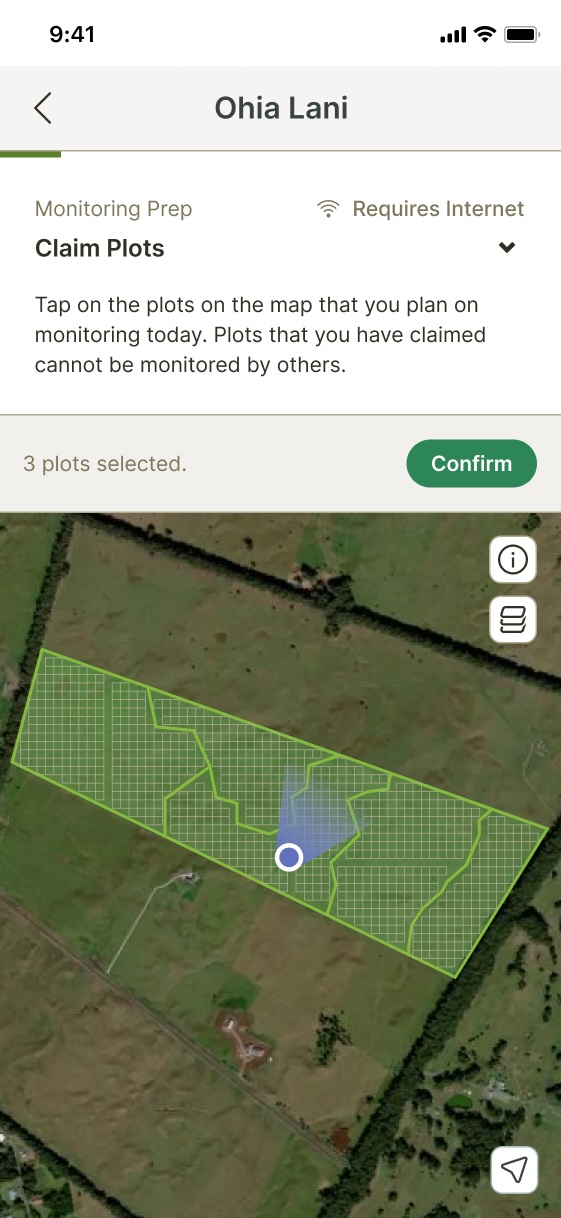 9:41
Ohia Lani
Monitoring Prep
Requires Internet
Claim Plots
Tap on the plots on the map that you plan on
monitoring today. Plots that you have claimed
cannot be monitored by others.
3 plots selected.
Confirm